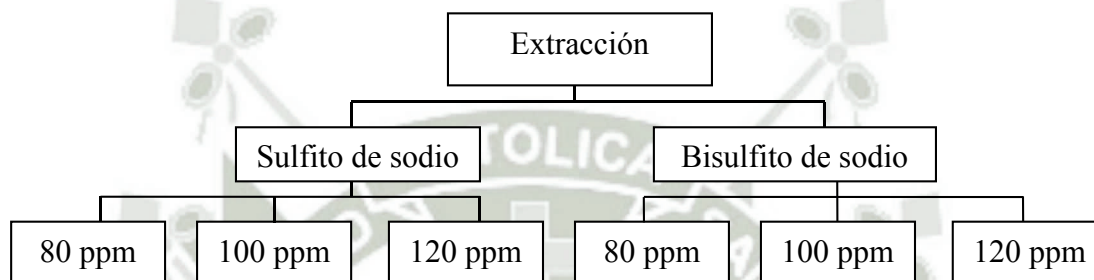 Extracción
Sulfito de sodio
Bisulfito de sodio
80 ppm
100 ppm
120 ppm
80 ppm
100 ppm
120 ppm